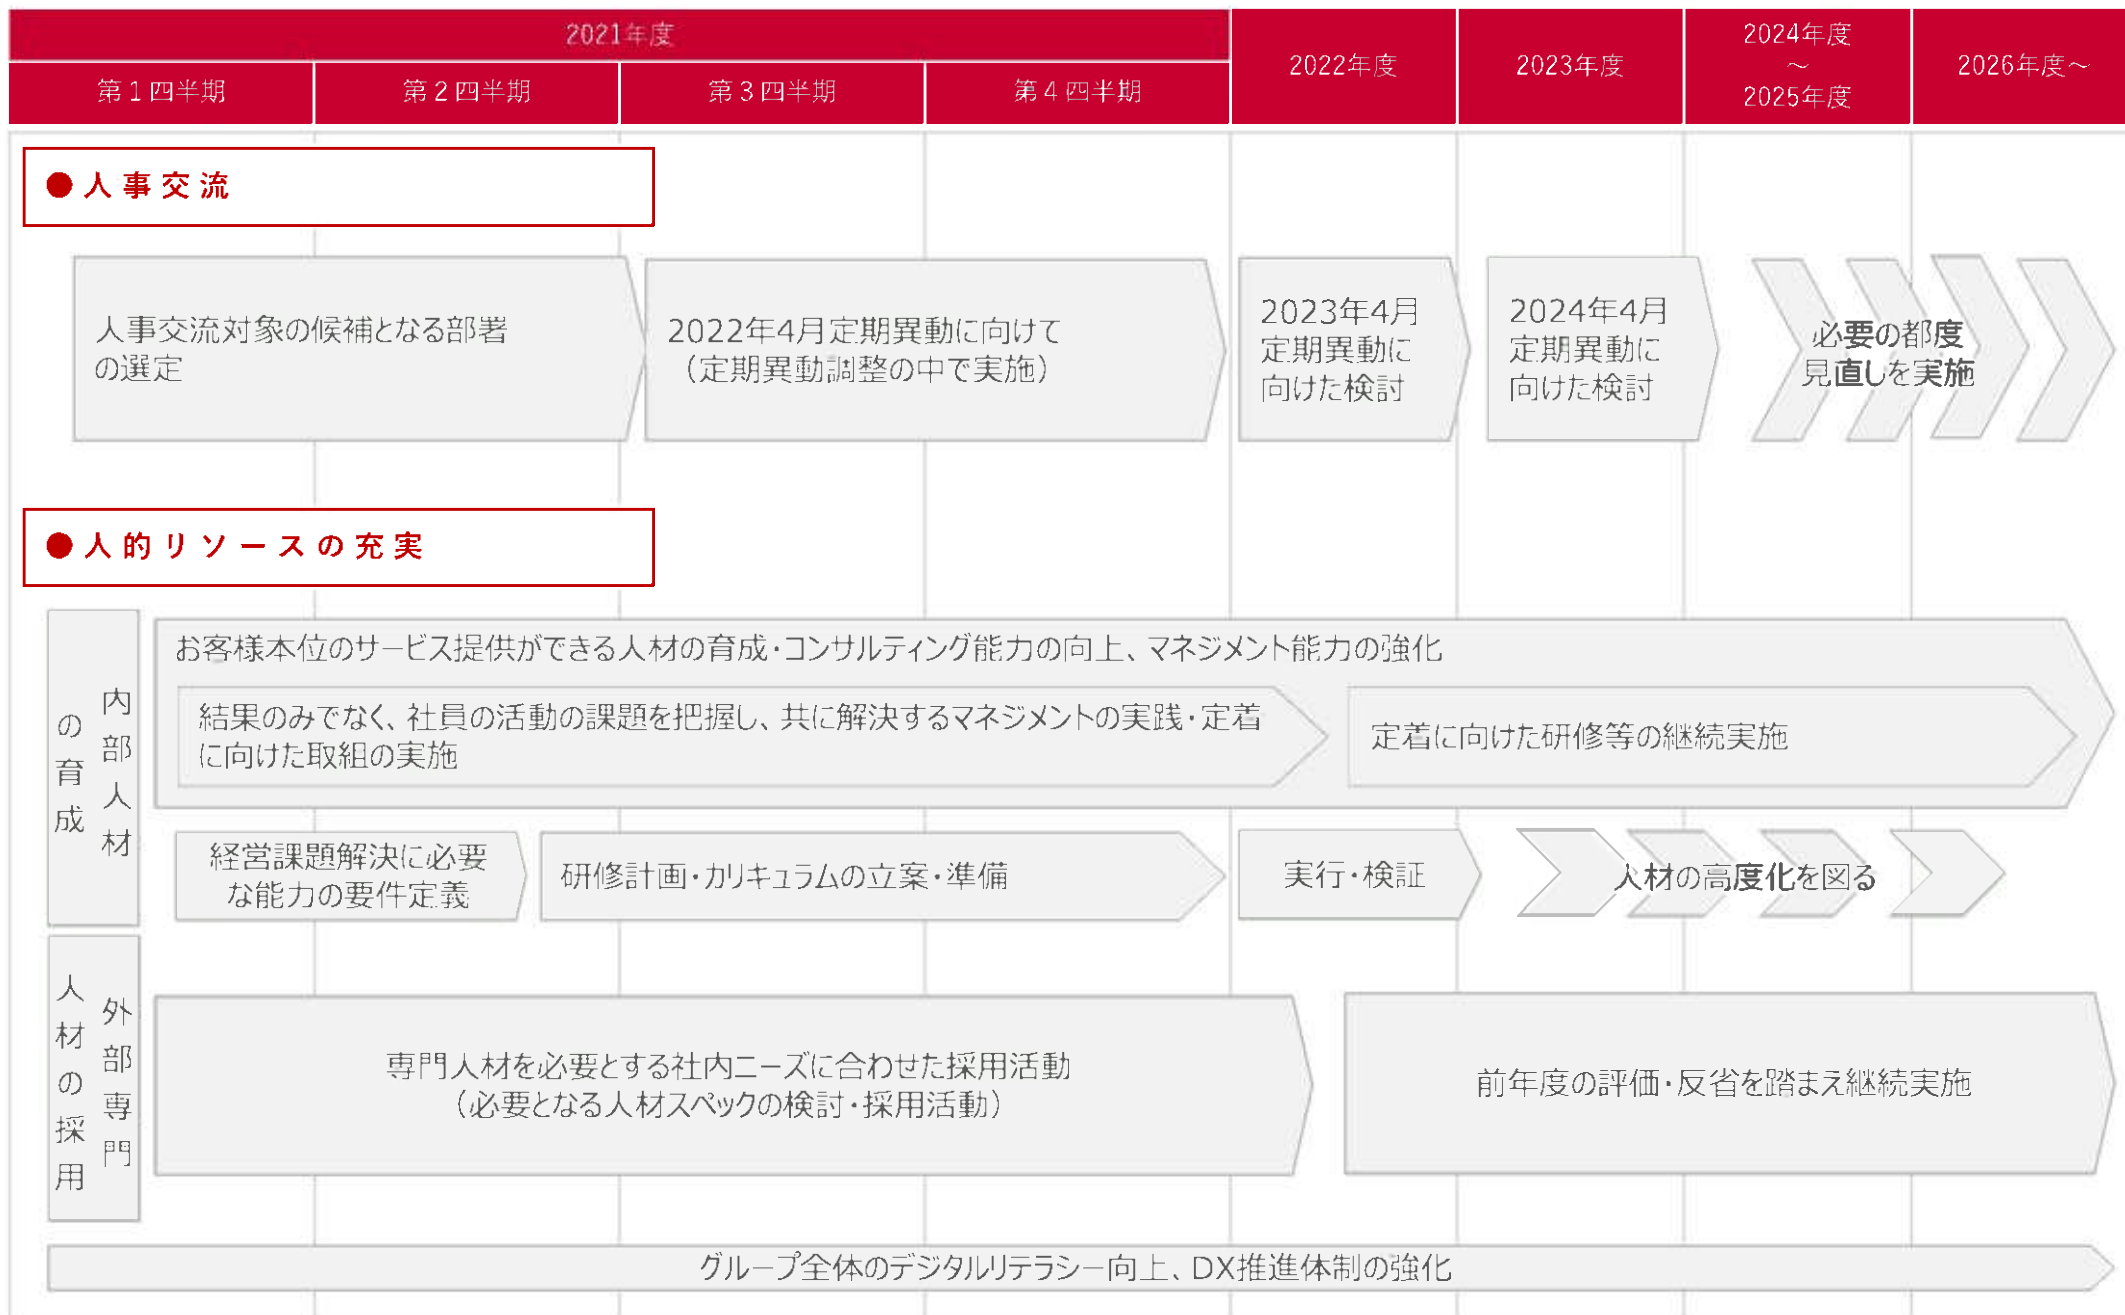 2021年度
第1四半期
第2四半期
第3四半期
第4四半期
2022年度
2023年度
2024年度
～
2025年度
2026年度～
●人事交流
人事交流対象の候補となる部署
の選定
2022年4月定期異動に向けて
（定期異動調整の中で実施）
2023年4月
定期異動に
向けた検討
2024年4月
定期異動に
向けた検討
必要の都度
見直しを実施
●人的リソースの充実
内部人材
の育成
お客様本位のサービス提供ができる人材の育成・コンサルティング能力の向上、マネジメント能力の強化
結果のみでなく、社員の活動の課題を把握し、共に解決するマネジメントの実践・定着
に向けた取組の実施
定着に向けた研修等の継続実施
経営課題解決に必要
な能力の要件定義
研修計画・カリキュラムの立案・準備
実行・検証
人材の高度化を図る
外部専門
人材の採用
専門人材を必要とする社内ニーズに合わせた採用活動
（必要となる人材スペックの検討・採用活動）
前年度の評価・反省を踏まえ継続実施
グループ全体のデジタルリテラシー向上、DX推進体制の強化